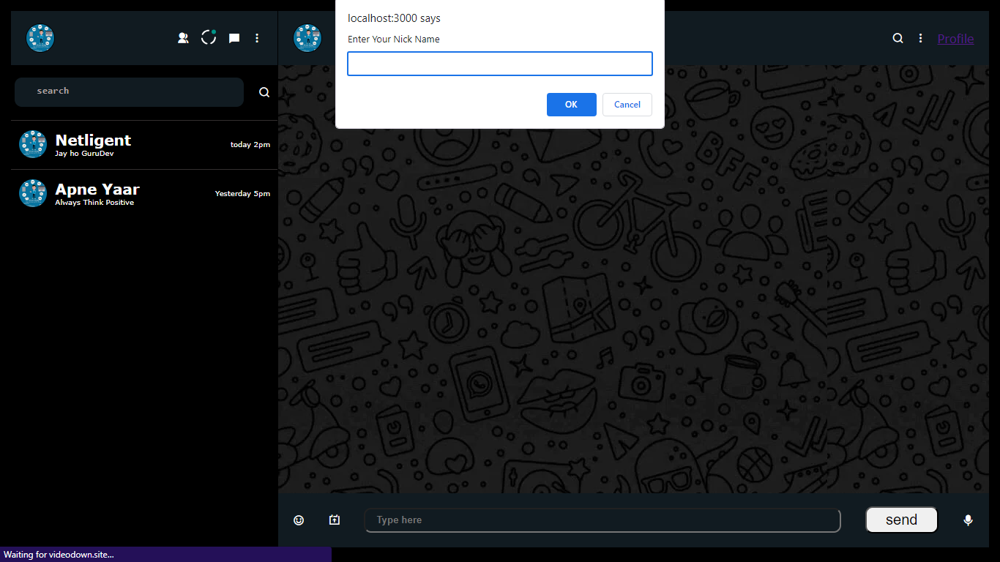 localhost:3000 says
Enter Your Nick Name
OK
Cancel
Profile
search
Netligent
Jay ho GuruDev
today 2pm
Apne Yaar
Always Think Positive
Yesterday 5pm
BFF
Type here
send
Waiting for videodown.site...